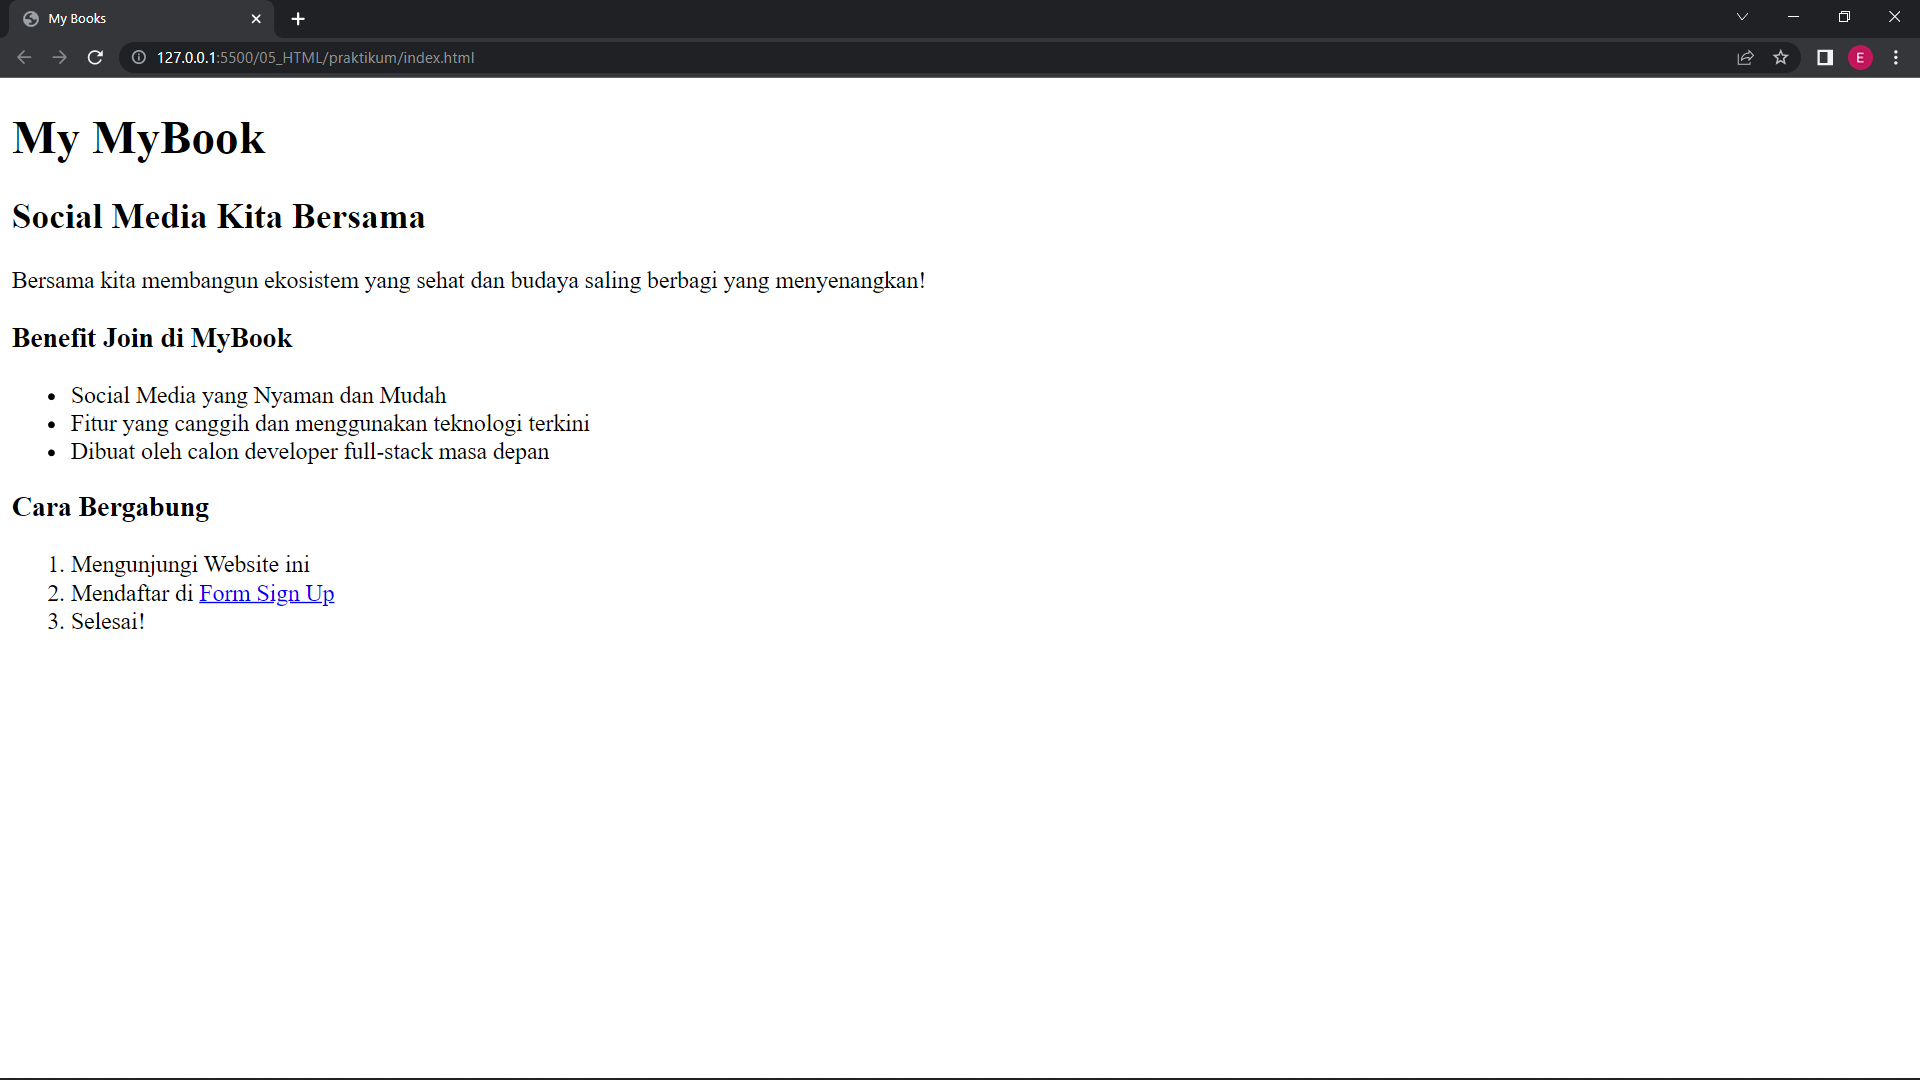 My Books
127.0.0.1:5500/05_HTML/praktikum/index.html
E
My MyBook
Social Media Kita Bersama
Bersama kita membangun ekosistem yang sehat dan budaya saling berbagi yang menyenangkan!
Benefit Join di MyBook
• Social Media yang Nyaman dan Mudah
• Fitur yang canggih dan menggunakan teknologi terkini
• Dibuat oleh calon developer full-stack masa depan
Cara Bergabung
1. Mengunjungi Website ini
2. Mendaftar di Form Sign Up
3. Selesai!